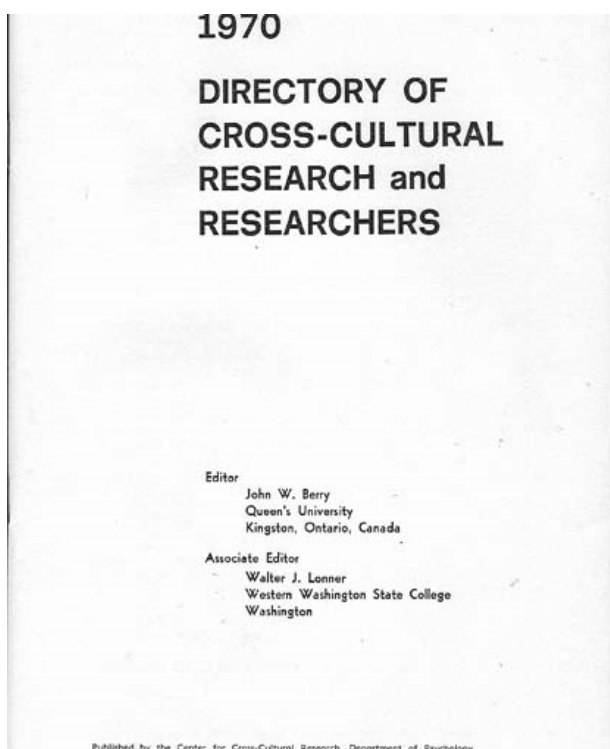 1970
DIRECTORY OF
CROSS-CULTURAL
RESEARCH and
RESEARCHERS
Editor
John W. Berry
Queen's University
Kingston, Ontario, Canada
Associate Editor
Walter J. Lonner
Western Washington State College
Washington
Published by the Center for Cross-Cultural Research, Department of Psychology